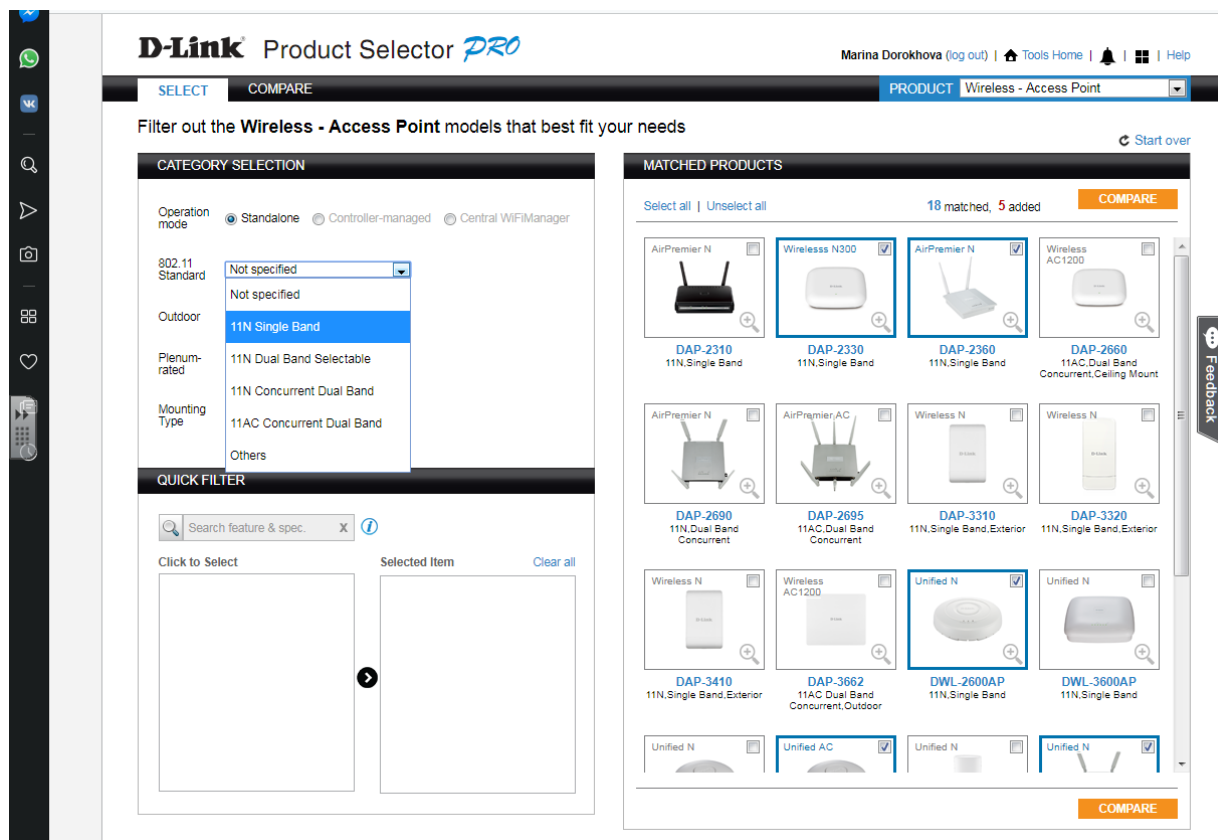 D-Link Product Selector PRO
Marina Dorokhova (log out) | Tools Home | | | Help
SELECT COMPARE PRODUCT Wireless - Access Point
Filter out the Wireless - Access Point models that best fit your needs
Start over
CATEGORY SELECTION
Operation mode Standalone Controller-managed Central WiFiManager
802.11 Standard Not specified
Not specified
Outdoor 11N Single Band
Plenum-rated 11N Dual Band Selectable
11N Concurrent Dual Band
Mounting Type 11AC Concurrent Dual Band
Others
QUICK FILTER
Search feature & spec. X i
Click to Select Selected Item Clear all
MATCHED PRODUCTS
Select all | Unselect all 18 matched, 5 added COMPARE
AirPremier N Wirelesss N300 AirPremier N Wireless AC1200
DAP-2310 DAP-2330 DAP-2360 DAP-2660
11N,Single Band 11N,Single Band 11N,Single Band 11AC,Dual Band Concurrent,Ceiling Mount
AirPremier N AirPremier,AC Wireless N Wireless N
DAP-2690 DAP-2695 DAP-3310 DAP-3320
11N,Dual Band Concurrent 11AC,Dual Band Concurrent 11N,Single Band,Exterior 11N,Single Band,Exterior
Wireless N Wireless AC1200 Unified N Unified N
DAP-3410 DAP-3662 DWL-2600AP DWL-3600AP
11N,Single Band,Exterior 11AC Dual Band Concurrent,Outdoor 11N,Single Band 11N,Single Band
Unified N Unified AC Unified N Unified N
COMPARE
Feedback